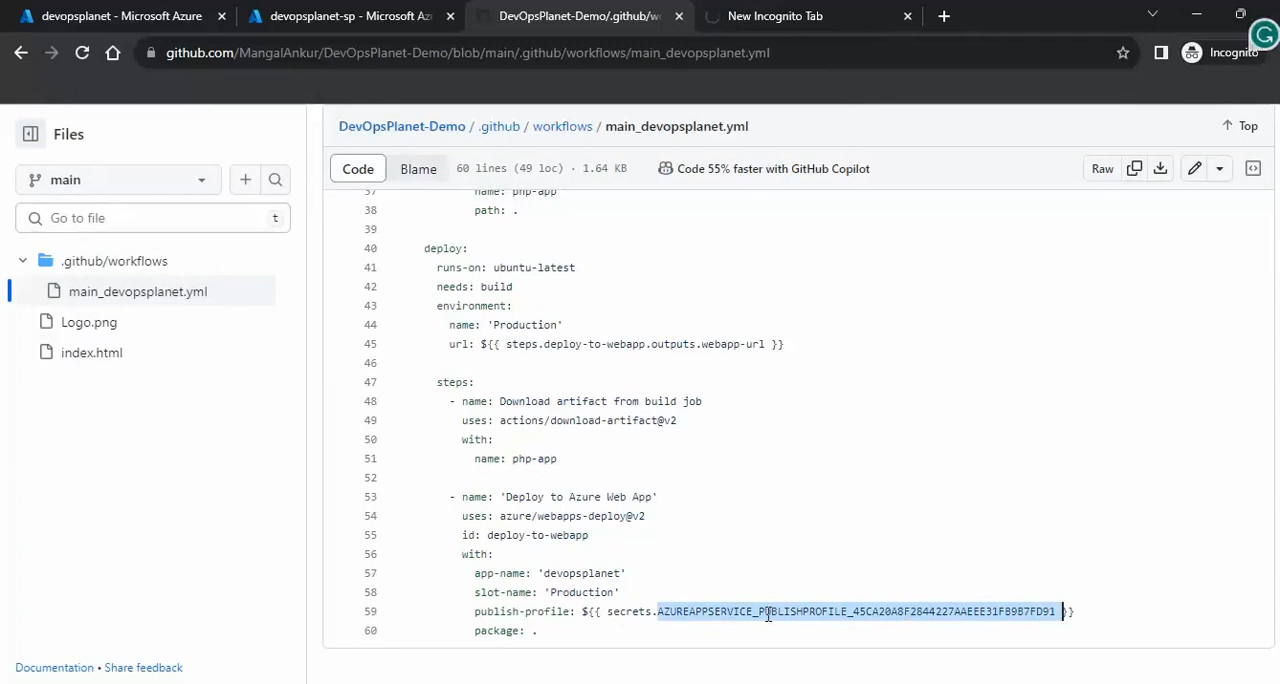 devopsplanet - Microsoft Azure
devopsplanet-sp - Microsoft Az
DevOpsPlanet-Demo/.github/w
New Incognito Tab
github.com/MangalAnkur/DevOpsPlanet-Demo/blob/main/.github/workflows/main_devopsplanet.yml
Incognito
Files
main
Go to file
t
.github/workflows
main_devopsplanet.yml
Logo.png
index.html
Documentation • Share feedback
DevOpsPlanet-Demo / .github / workflows / main_devopsplanet.yml
Top
Code Blame 60 lines (49 loc) · 1.64 KB Code 55% faster with GitHub Copilot Raw
37 name: php-app
38 path: .
39
40 deploy:
41 runs-on: ubuntu-latest
42 needs: build
43 environment:
44 name: 'Production'
45 url: ${{ steps.deploy-to-webapp.outputs.webapp-url }}
46
47 steps:
48 - name: Download artifact from build job
49 uses: actions/download-artifact@v2
50 with:
51 name: php-app
52
53 - name: 'Deploy to Azure Web App'
54 uses: azure/webapps-deploy@v2
55 id: deploy-to-webapp
56 with:
57 app-name: 'devopsplanet'
58 slot-name: 'Production'
59 publish-profile: ${{ secrets.AZUREAPPSERVICE_PUBLISHPROFILE_45CA20A8F2844227AAEEE31FB9B7FD91 }}
60 package: .